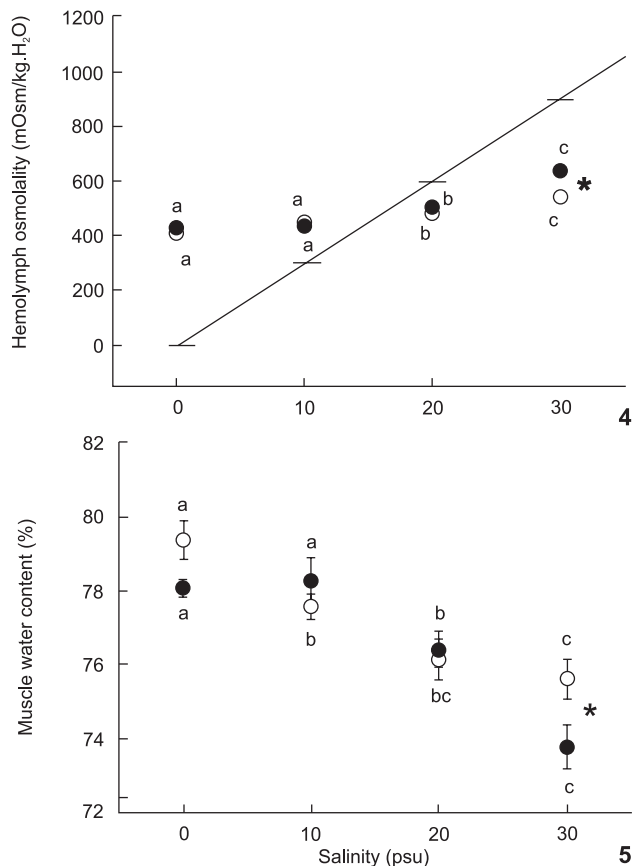 Hemolymph osmolality (mOsm/kg.H₂O)
1200
1000
800
600
400
200
0
a
a
a
a
b
b
c
*
c
0 10 20 30
4
Muscle water content (%)
82
80
78
76
74
72
a
a
a
b
b
bc
c
*
c
0 10 20 30
Salinity (psu)
5